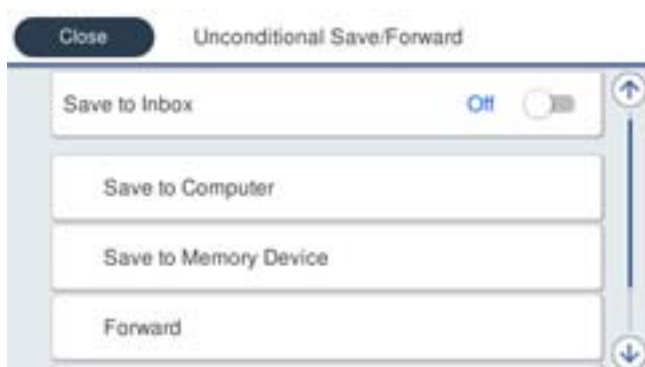 Close Unconditional Save/Forward
Save to Inbox Off
Save to Computer
Save to Memory Device
Forward